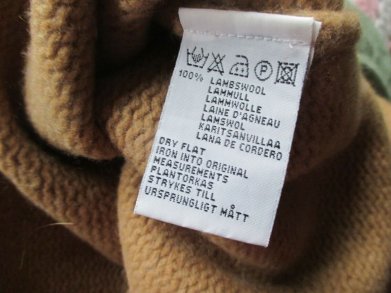 100% LAMBSWOOL
LAMMULL
LAMMWOLLE
LAINE D'AGNEAU
LAMSWOL
KARITSANVILLAA
LANA DE CORDERO
DRY FLAT
IRON INTO ORIGINAL
MEASUREMENTS
PLANTORKAS
STRYKES TILL
URSPRUNGLIGT MÅTT